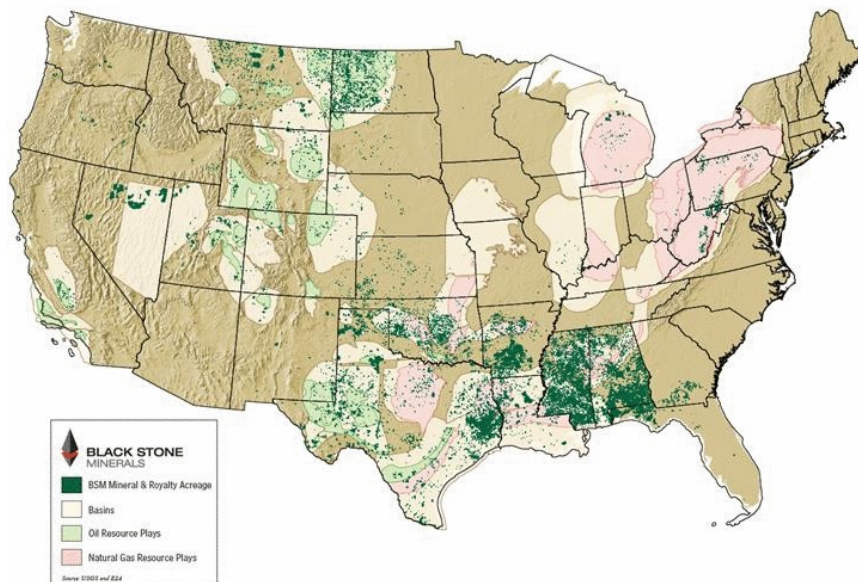 BLACK STONE
MINERALS
BSM Mineral & Royalty Acreage
Basins
Oil Resource Plays
Natural Gas Resource Plays
Source: USGS and EIA